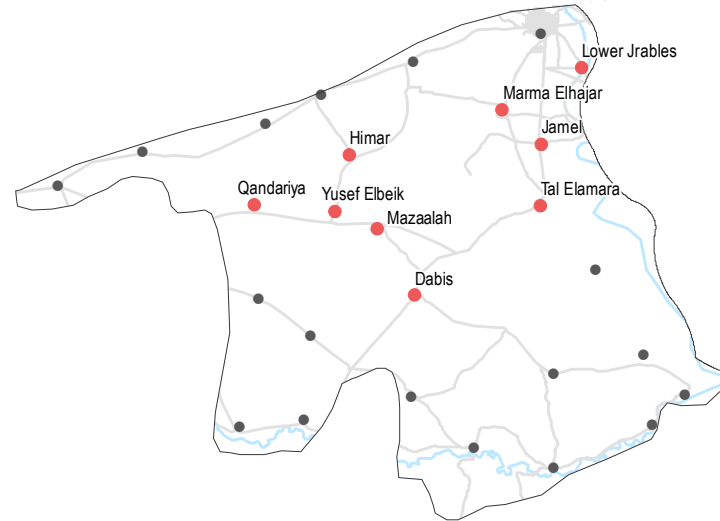 Lower Jrables
Marma Elhajar
Jamel
Himar
Qandariya
Yusef Elbeik
Tal Elamara
Mazaalah
Dabis